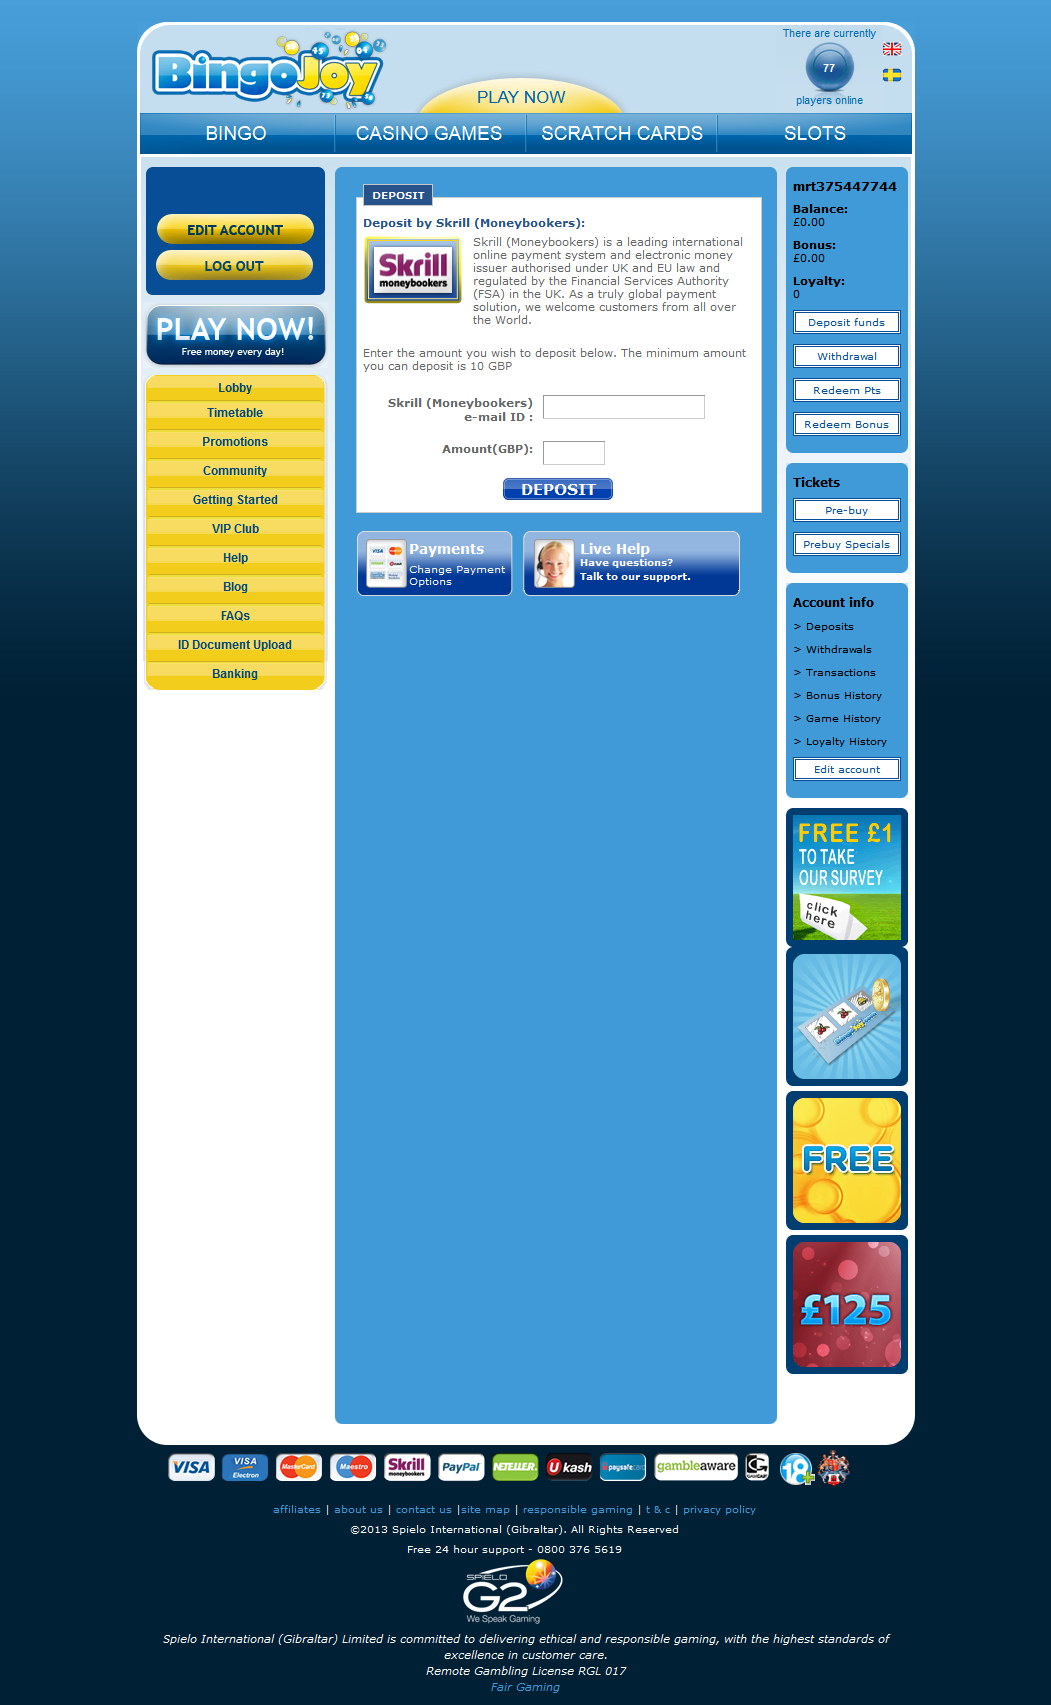 BingoJoy
There are currently
77
players online
PLAY NOW
BINGO
CASINO GAMES
SCRATCH CARDS
SLOTS
EDIT ACCOUNT
LOG OUT
PLAY NOW!
Free money every day!
Lobby
Timetable
Promotions
Community
Getting Started
VIP Club
Help
Blog
FAQs
ID Document Upload
Banking
DEPOSIT
Deposit by Skrill (Moneybookers):
Skrill
moneybookers
Skrill (Moneybookers) is a leading international
online payment system and electronic money
issuer authorised under UK and EU law and
regulated by the Financial Services Authority
(FSA) in the UK. As a truly global payment
solution, we welcome customers from all over
the World.
Enter the amount you wish to deposit below. The minimum amount
you can deposit is 10 GBP
Skrill (Moneybookers)
e-mail ID :
Amount(GBP):
DEPOSIT
Payments
Change Payment
Options
Live Help
Have questions?
Talk to our support.
mrt375447744
Balance:
£0.00
Bonus:
£0.00
Loyalty:
0
Deposit funds
Withdrawal
Redeem Pts
Redeem Bonus
Tickets
Pre-buy
Prebuy Specials
Account info
> Deposits
> Withdrawals
> Transactions
> Bonus History
> Game History
> Loyalty History
Edit account
FREE £1
TO TAKE
OUR SURVEY
click
here
FREE
£125
VISA
VISA
Electron
MasterCard
Maestro
Skrill
moneybookers
PayPal
NETELLER
Ukash
paysafecard
gambleaware
18+
affiliates | about us | contact us |site map | responsible gaming | t & c | privacy policy
©2013 Spielo International (Gibraltar). All Rights Reserved
Free 24 hour support - 0800 376 5619
SPIELO
G2
We Speak Gaming
Spielo International (Gibraltar) Limited is committed to delivering ethical and responsible gaming, with the highest standards of
excellence in customer care.
Remote Gambling License RGL 017
Fair Gaming